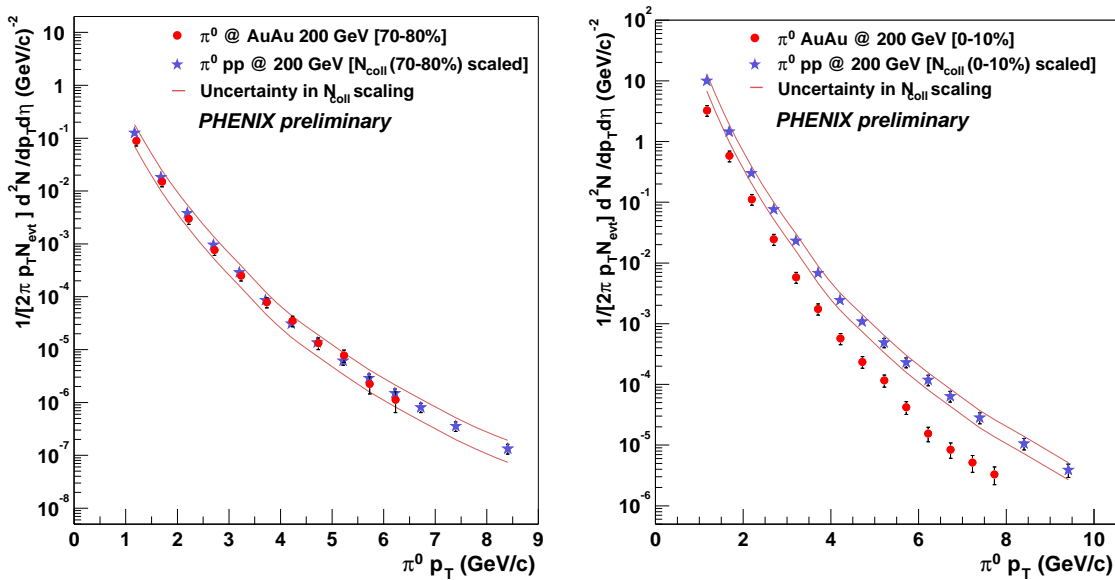 1/[2π p_T N_evt] d²N/dp_T dη (GeV/c)⁻²
10
1
10⁻¹
10⁻²
10⁻³
10⁻⁴
10⁻⁵
10⁻⁶
10⁻⁷
10⁻⁸
π⁰ @ AuAu 200 GeV [70-80%]
π⁰ pp @ 200 GeV [N_coll (70-80%) scaled]
Uncertainty in N_coll scaling
PHENIX preliminary
0 1 2 3 4 5 6 7 8 9
π⁰ p_T (GeV/c)
1/[2π p_T N_evt] d²N/dp_T dη (GeV/c)⁻²
10²
10
1
10⁻¹
10⁻²
10⁻³
10⁻⁴
10⁻⁵
10⁻⁶
π⁰ AuAu @ 200 GeV [0-10%]
π⁰ pp @ 200 GeV [N_coll (0-10%) scaled]
Uncertainty in N_coll scaling
PHENIX preliminary
0 2 4 6 8 10
π⁰ p_T (GeV/c)